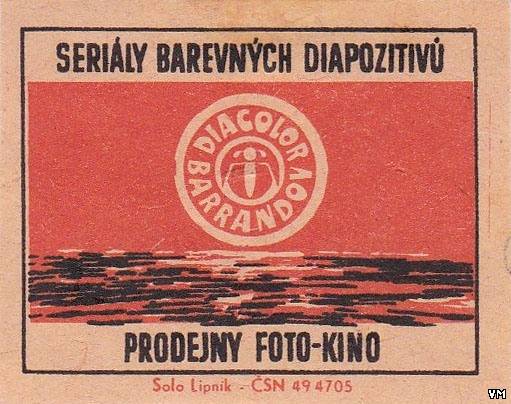 SERIÁLY BAREVNÝCH DIAPOZITIVŮ
DIACOLOR
BARRANDOV
PRODEJNY FOTO-KINO
Solo Lipník - ČSN 49 4705
VM